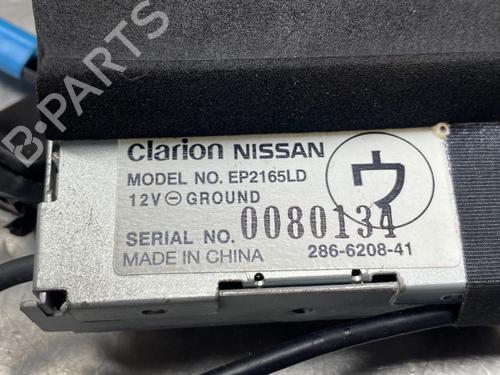 clarion NISSAN
MODEL NO. EP2165LD
12V ⊖ GROUND
SERIAL NO. 0080134
286-6208-41
MADE IN CHINA
ウ
B-PARTS